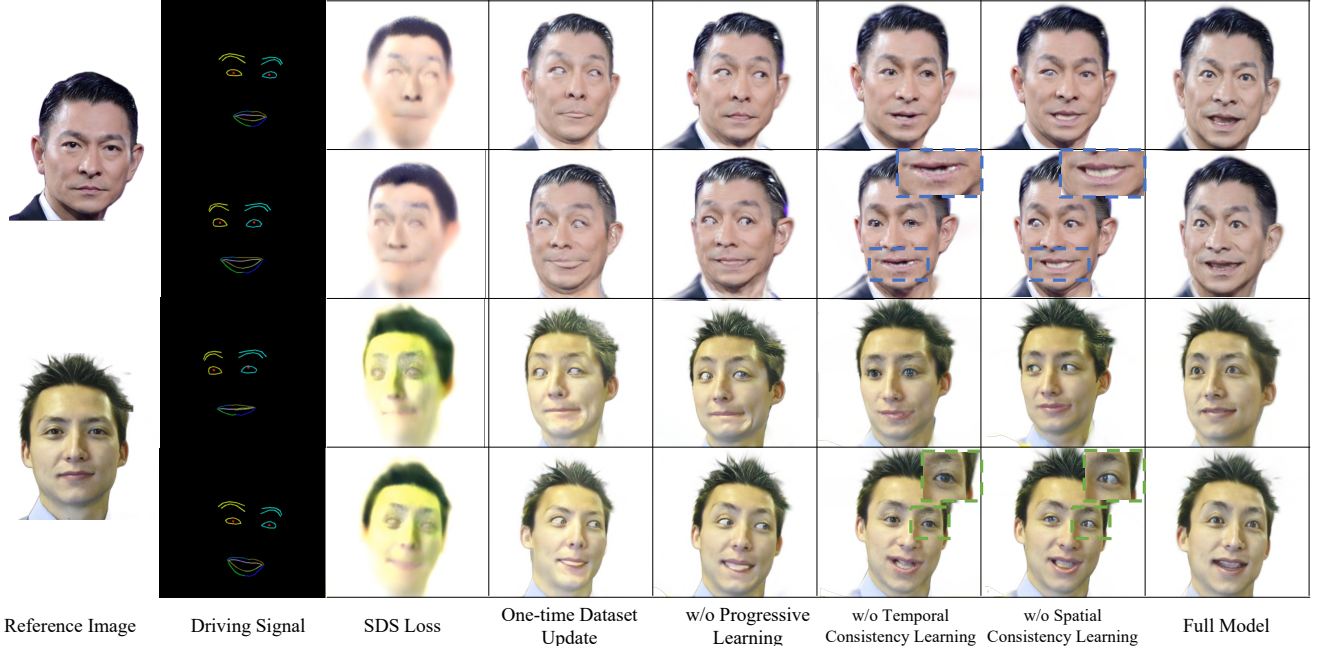 Reference Image
Driving Signal
SDS Loss
One-time Dataset
Update
w/o Progressive
Learning
w/o Temporal
Consistency Learning
w/o Spatial
Consistency Learning
Full Model